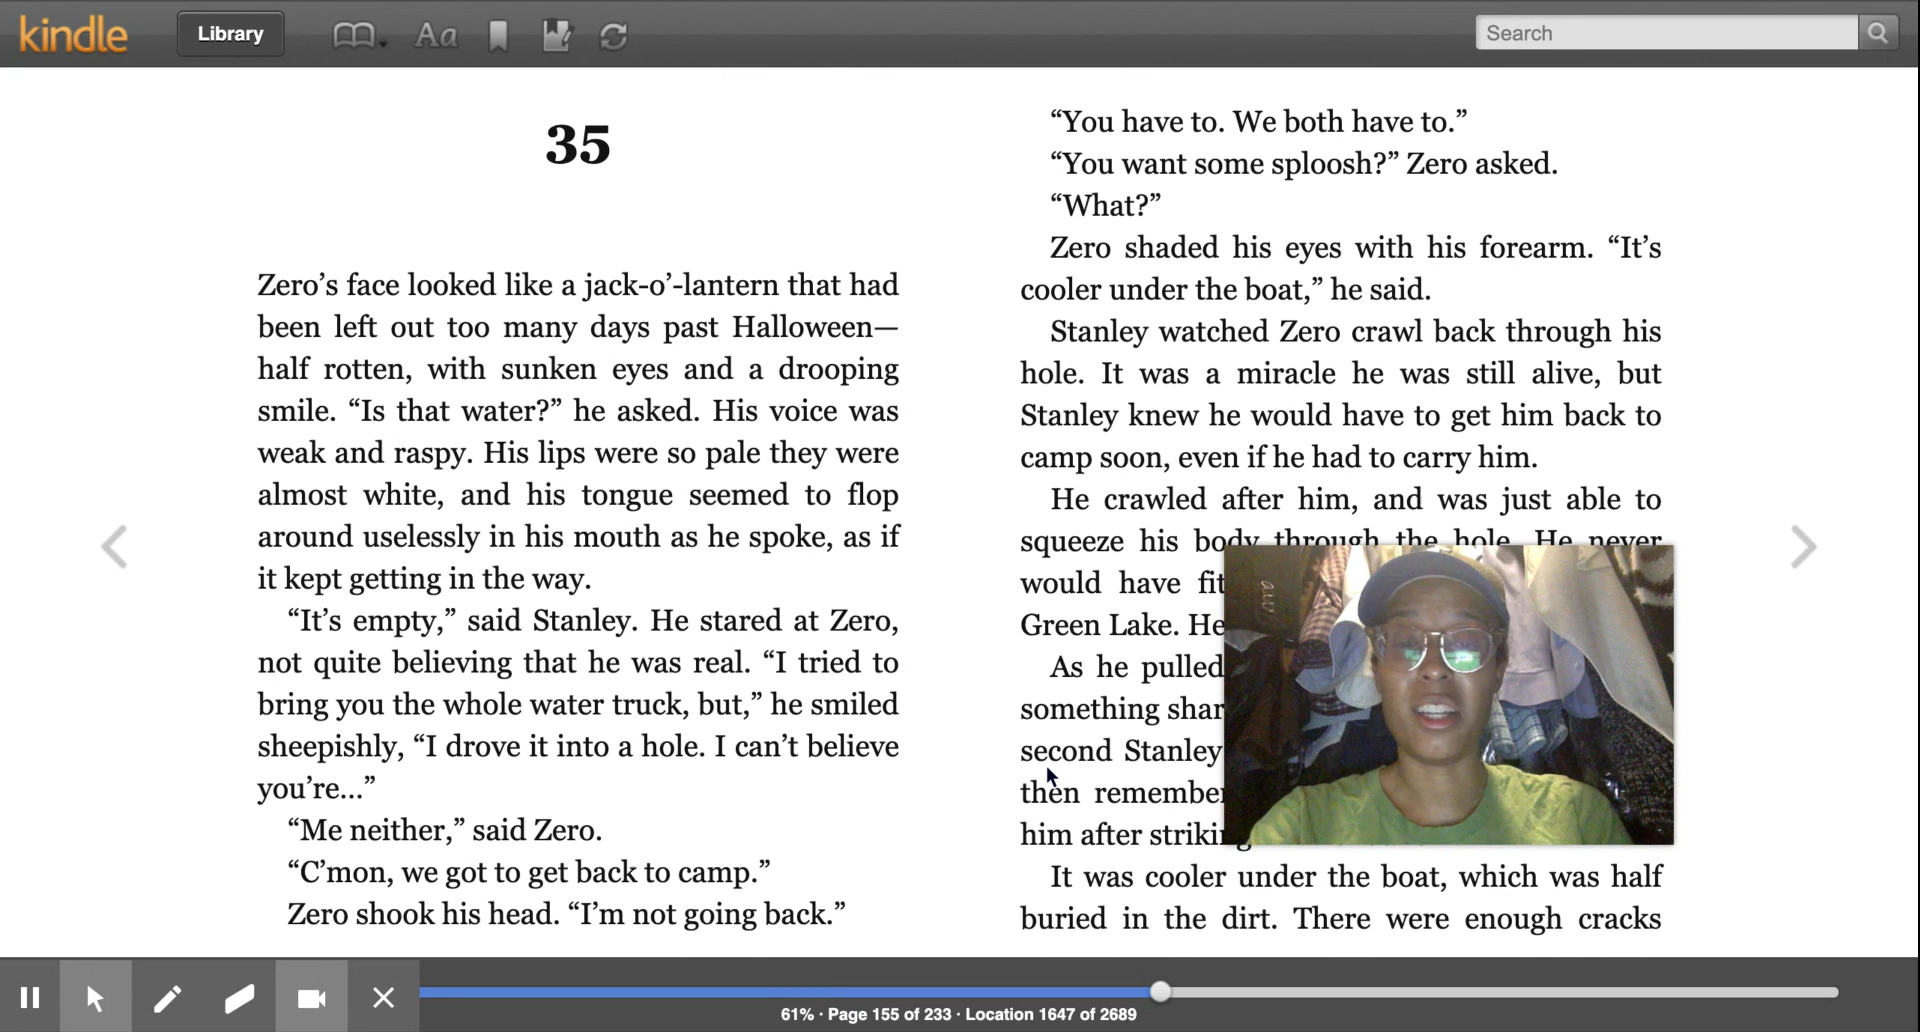 kindle
Library
Aa
Search
35
Zero’s face looked like a jack-o’-lantern that had
been left out too many days past Halloween—
half rotten, with sunken eyes and a drooping
smile. “Is that water?” he asked. His voice was
weak and raspy. His lips were so pale they were
almost white, and his tongue seemed to flop
around uselessly in his mouth as he spoke, as if
it kept getting in the way.
“It’s empty,” said Stanley. He stared at Zero,
not quite believing that he was real. “I tried to
bring you the whole water truck, but,” he smiled
sheepishly, “I drove it into a hole. I can’t believe
you’re...”
“Me neither,” said Zero.
“C’mon, we got to get back to camp.”
Zero shook his head. “I’m not going back.”
“You have to. We both have to.”
“You want some sploosh?” Zero asked.
“What?”
Zero shaded his eyes with his forearm. “It’s
cooler under the boat,” he said.
Stanley watched Zero crawl back through his
hole. It was a miracle he was still alive, but
Stanley knew he would have to get him back to
camp soon, even if he had to carry him.
He crawled after him, and was just able to
squeeze his body through the hole. He never
would have fit
Green Lake. He
As he pulled
something shar
second Stanley
then remember
him after striking
It was cooler under the boat, which was half
buried in the dirt. There were enough cracks
61% · Page 155 of 233 · Location 1647 of 2689